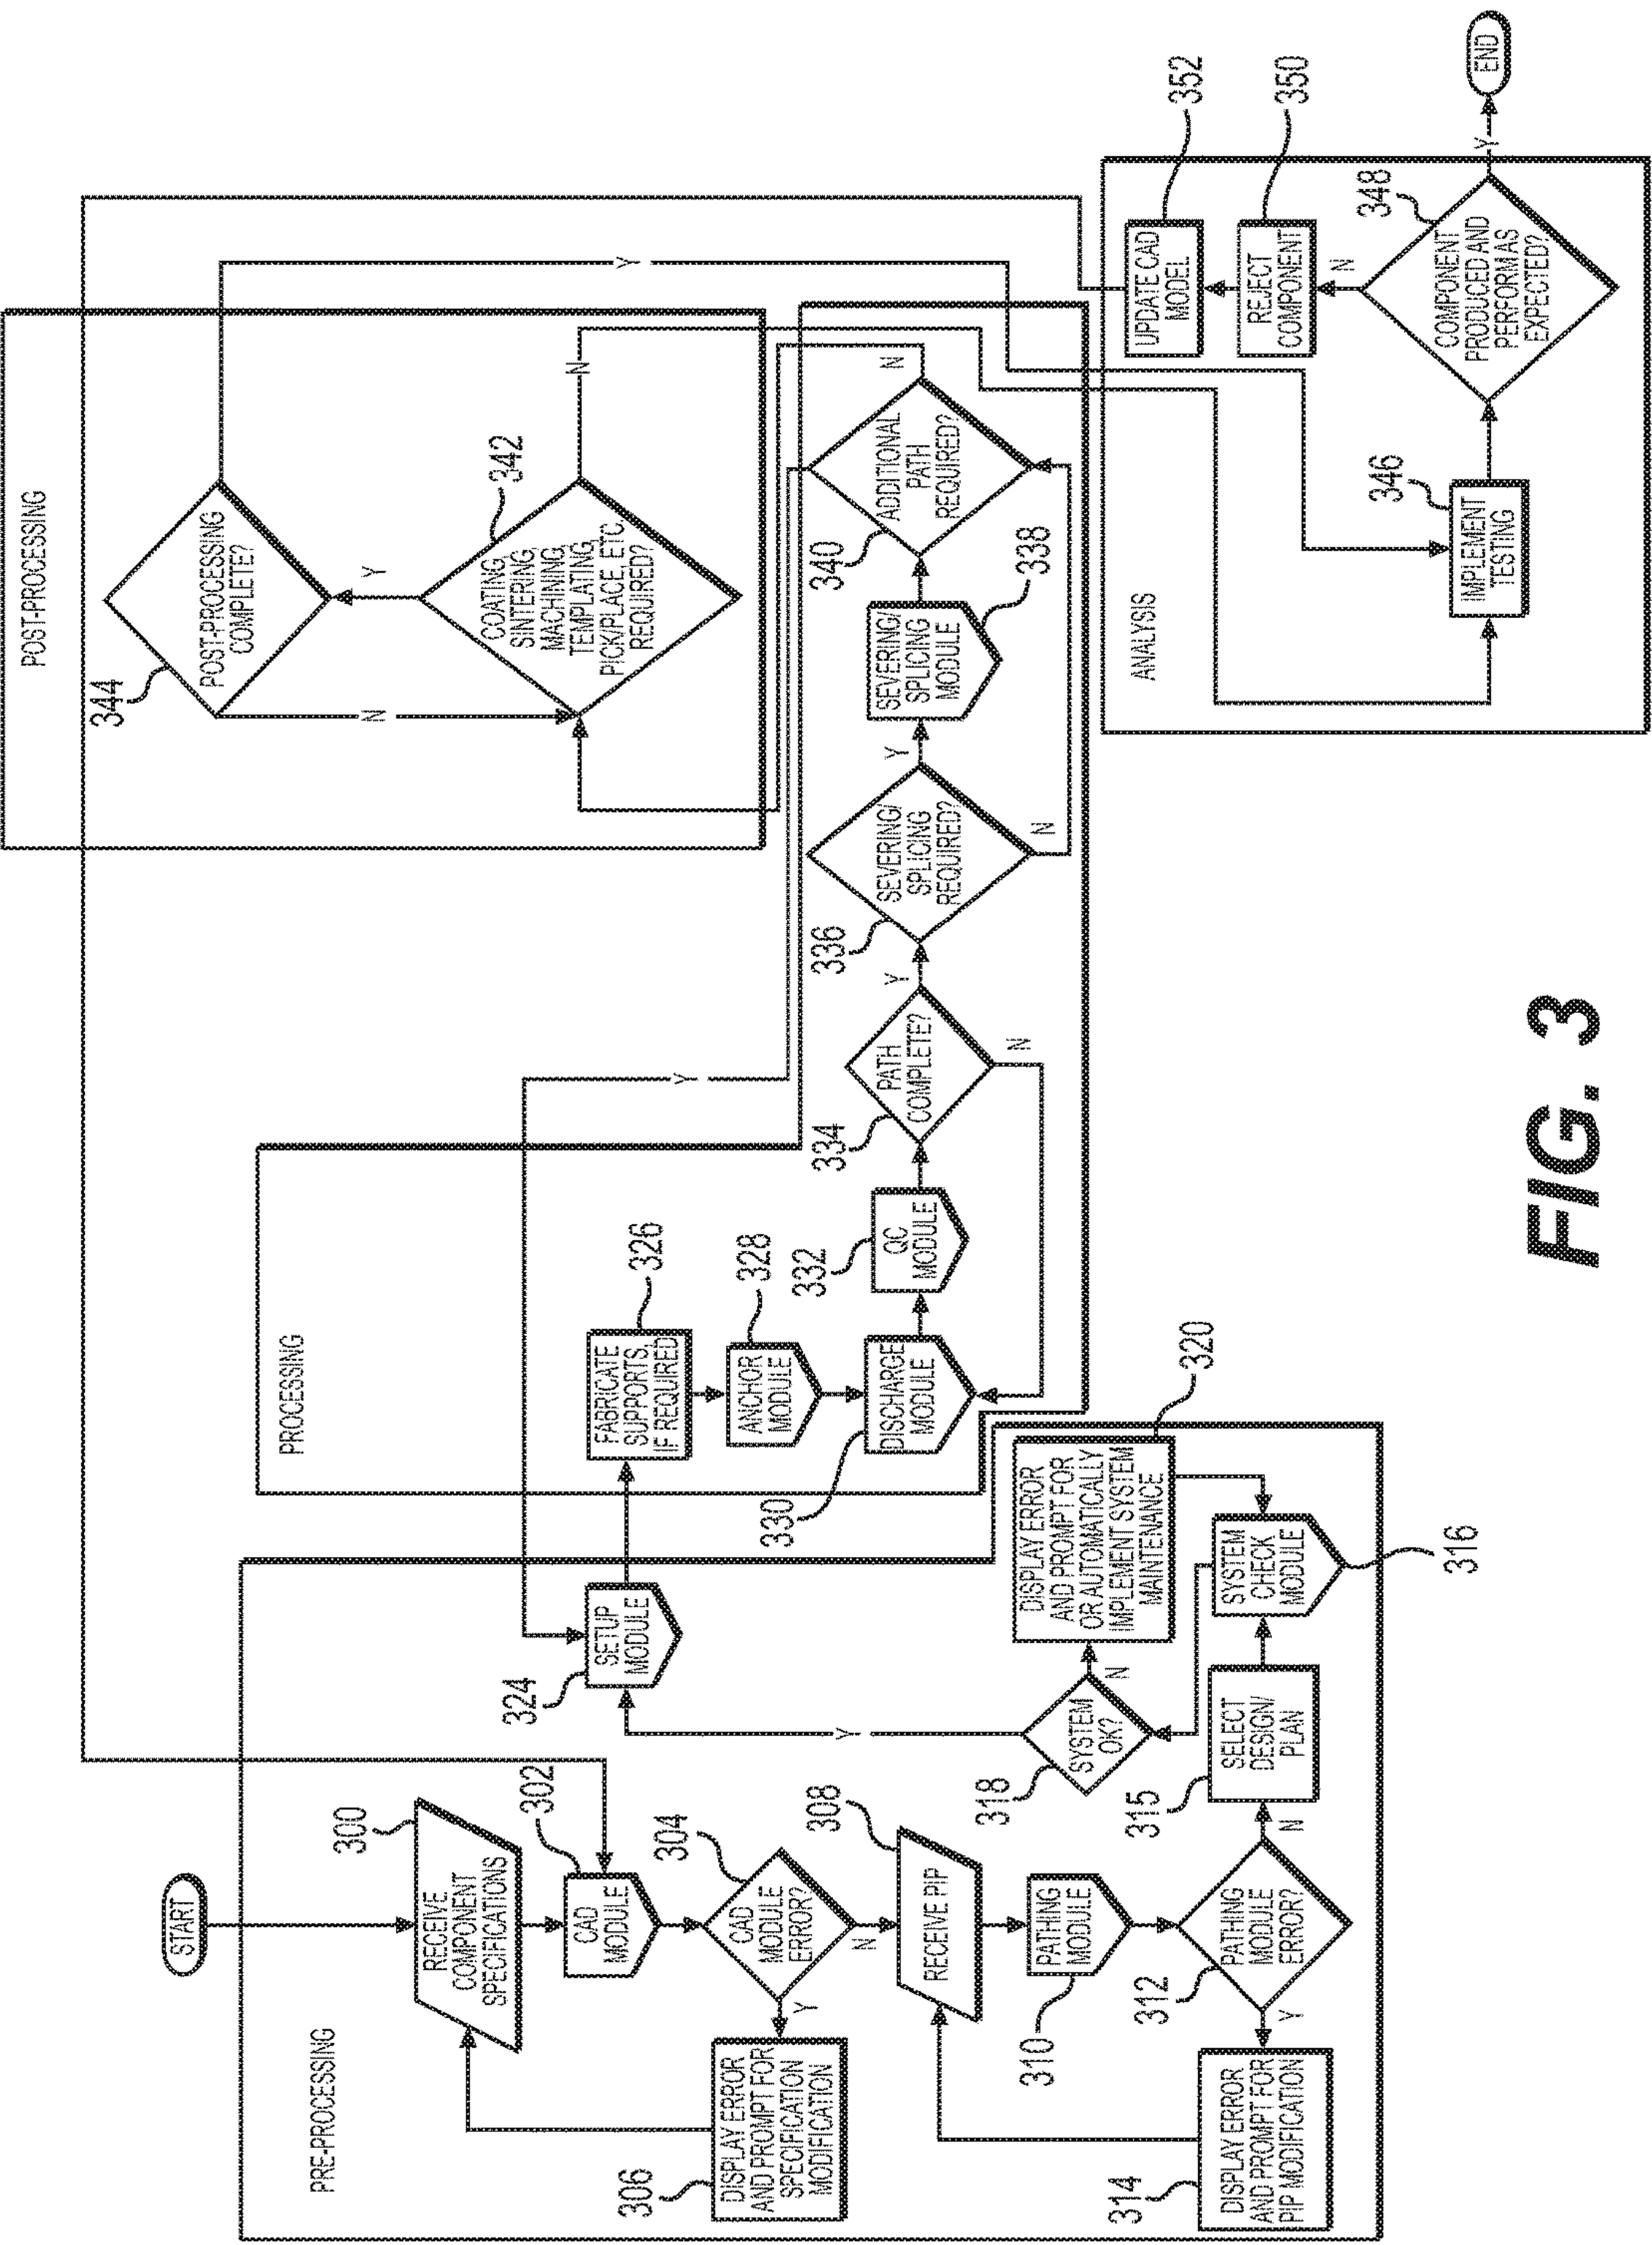 START
PRE-PROCESSING
300
RECEIVE
COMPONENT
SPECIFICATIONS
302
CAD
MODULE
304
CAD
MODULE
ERROR?
Y
N
306
DISPLAY ERROR
AND PROMPT FOR
SPECIFICATION
MODIFICATION
308
RECEIVE PIP
310
PATHING
MODULE
312
PATHING
MODULE
ERROR?
Y
N
314
DISPLAY ERROR
AND PROMPT FOR
PIP MODIFICATION
315
SELECT
DESIGN/
PLAN
316
SYSTEM
CHECK
MODULE
318
SYSTEM
OK?
Y
N
320
DISPLAY ERROR
AND PROMPT FOR
OR AUTOMATICALLY
IMPLEMENT SYSTEM
MAINTENANCE
324
SETUP
MODULE
PROCESSING
326
FABRICATE
SUPPORTS,
IF REQUIRED
328
ANCHOR
MODULE
330
DISCHARGE
MODULE
332
QC
MODULE
334
PATH
COMPLETE?
Y
N
336
SEVERING/
SPLICING
REQUIRED?
Y
N
338
SEVERING/
SPLICING
MODULE
340
ADDITIONAL
PATH
REQUIRED?
Y
N
POST-PROCESSING
342
COATING,
SINTERING,
MACHINING,
TEMPLATING,
PICK/PLACE, ETC.
REQUIRED?
Y
N
344
POST-PROCESSING
COMPLETE?
N
Y
ANALYSIS
346
IMPLEMENT
TESTING
348
COMPONENT
PRODUCED AND
PERFORM AS
EXPECTED?
N
Y
350
REJECT
COMPONENT
352
UPDATE CAD
MODEL
END
FIG. 3